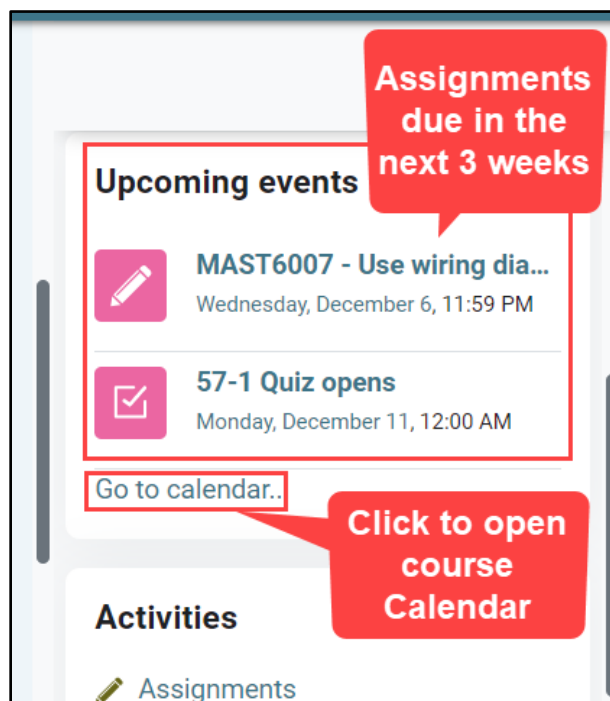 Assignments
due in the
next 3 weeks
Upcoming events
MAST6007 - Use wiring dia...
Wednesday, December 6, 11:59 PM
57-1 Quiz opens
Monday, December 11, 12:00 AM
Go to calendar..
Click to open
course
Calendar
Activities
Assignments